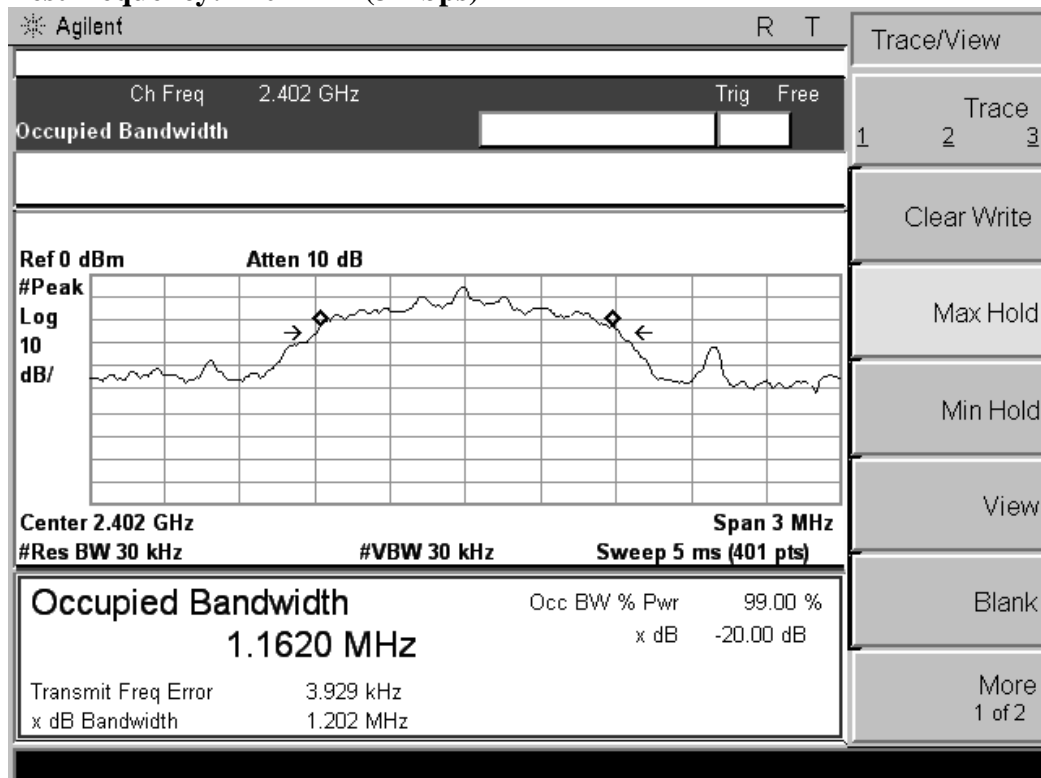 Agilent R T
Trace/View
Ch Freq 2.402 GHz Trig Free
Occupied Bandwidth
Trace
1 2 3
Clear Write
Ref 0 dBm Atten 10 dB
#Peak
Log
10
dB/
Max Hold
Min Hold
View
Center 2.402 GHz Span 3 MHz
#Res BW 30 kHz #VBW 30 kHz Sweep 5 ms (401 pts)
Occupied Bandwidth
1.1620 MHz
Occ BW % Pwr 99.00 %
x dB -20.00 dB
Transmit Freq Error 3.929 kHz
x dB Bandwidth 1.202 MHz
Blank
More
1 of 2